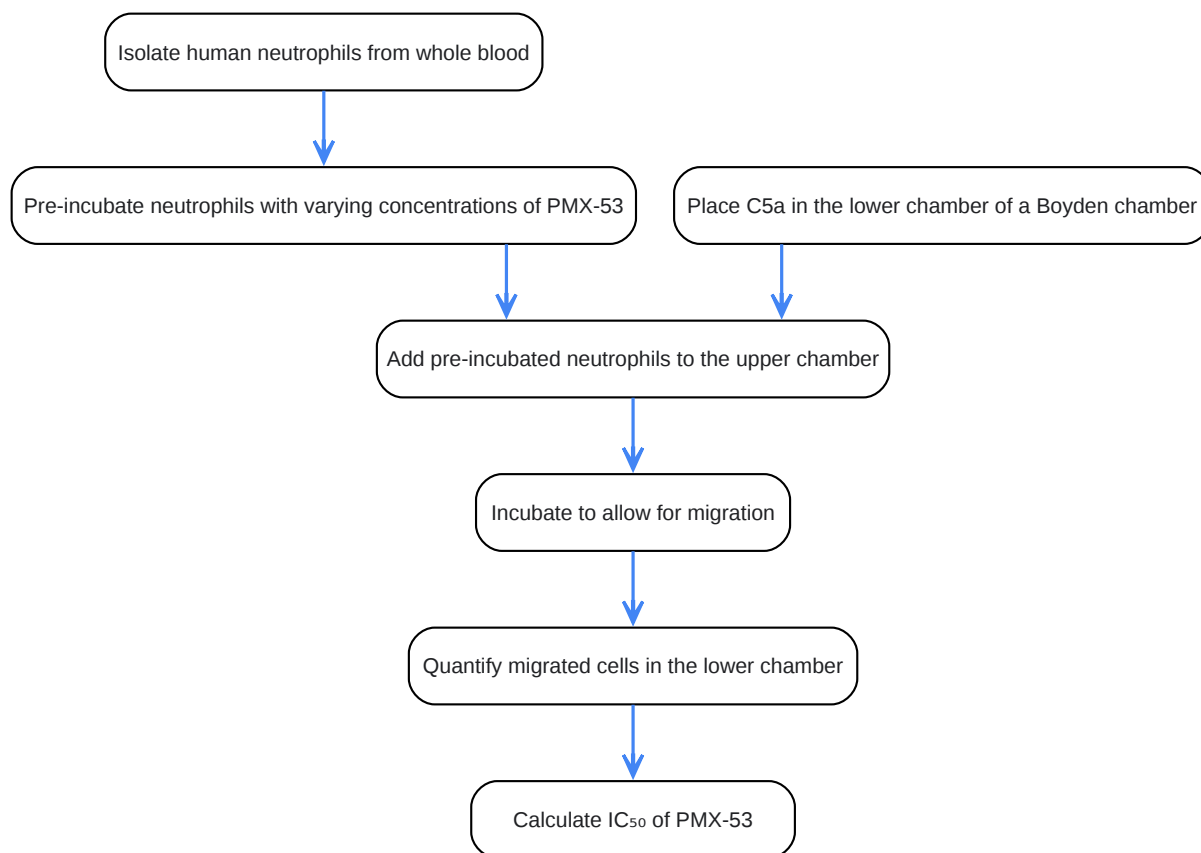 Isolate human neutrophils from whole blood
Pre-incubate neutrophils with varying concentrations of PMX-53
Place C5a in the lower chamber of a Boyden chamber
Add pre-incubated neutrophils to the upper chamber
Incubate to allow for migration
Quantify migrated cells in the lower chamber
Calculate IC₅₀ of PMX-53